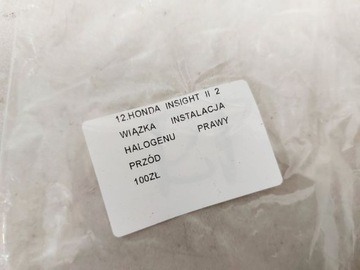 12.HONDA INSIGHT II 2
WIĄZKA INSTALACJA
HALOGENU PRAWY
PRZÓD
100ZŁ